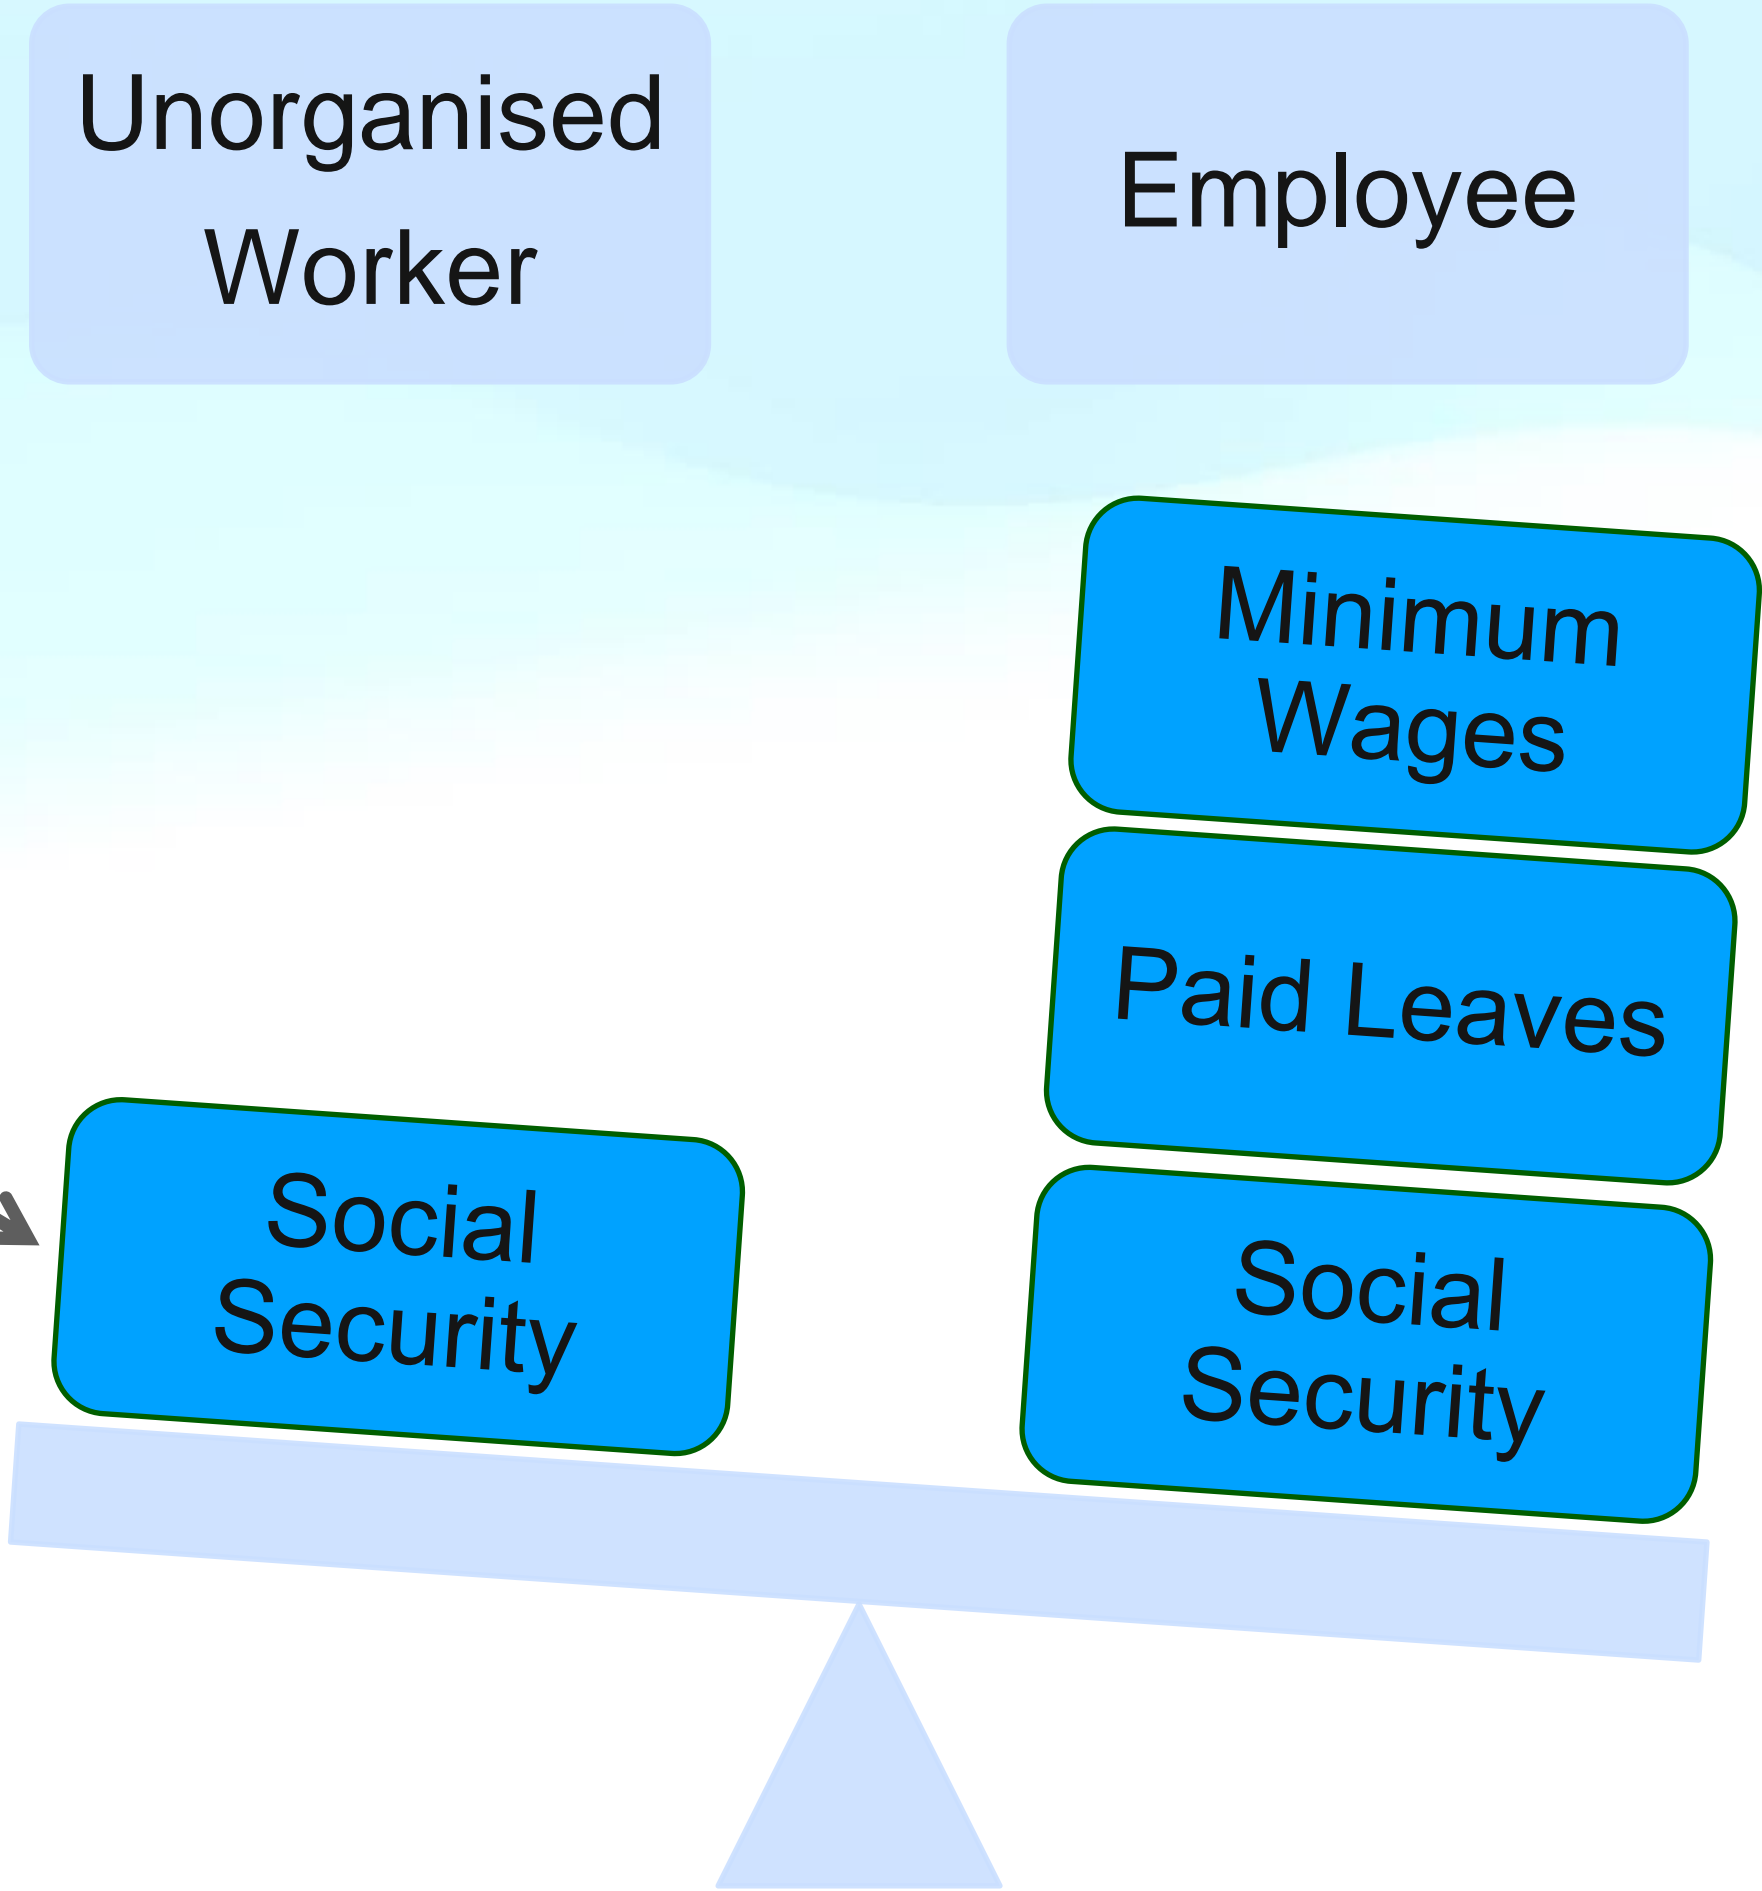 Unorganised
Worker
Employee
Minimum
Wages
Paid Leaves
Social
Security
Social
Security